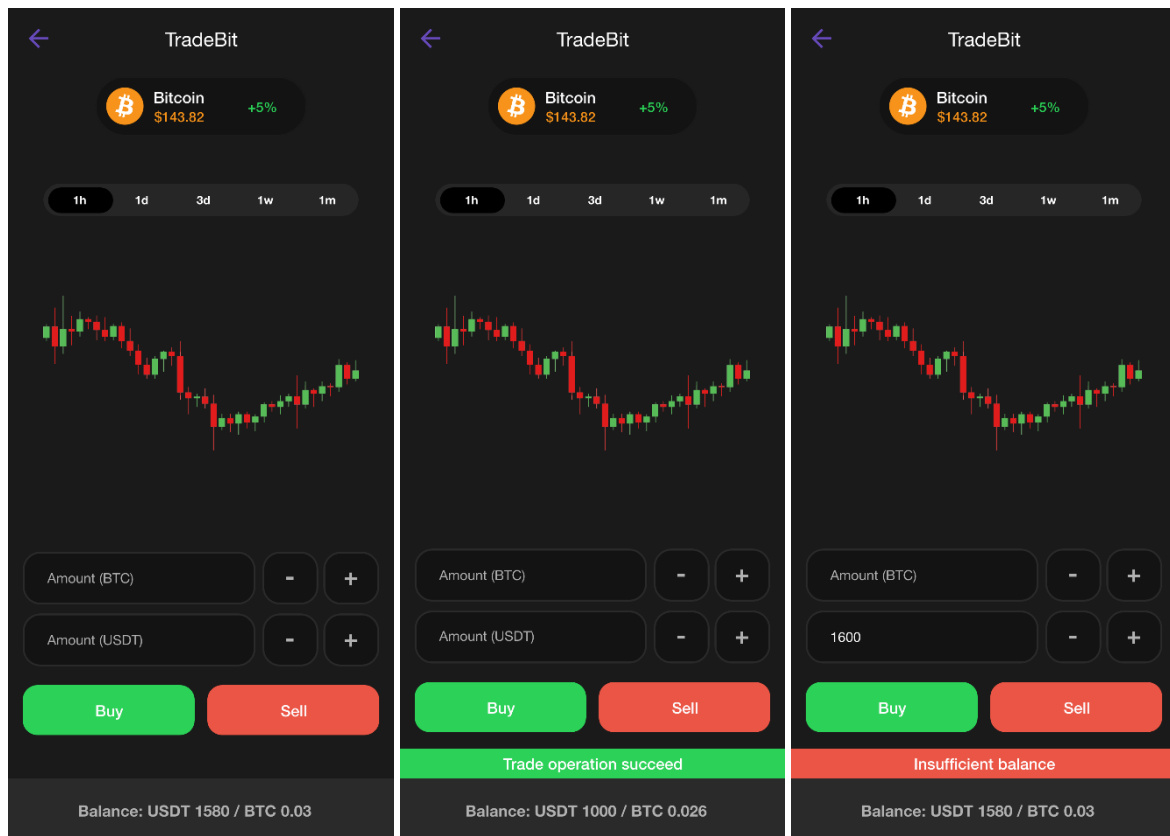 TradeBit
Bitcoin
$143.82
+5%
1h 1d 3d 1w 1m
Amount (BTC) - +
Amount (USDT) - +
Buy Sell
Balance: USDT 1580 / BTC 0.03
TradeBit
Bitcoin
$143.82
+5%
1h 1d 3d 1w 1m
Amount (BTC) - +
Amount (USDT) - +
Buy Sell
Trade operation succeed
Balance: USDT 1000 / BTC 0.026
TradeBit
Bitcoin
$143.82
+5%
1h 1d 3d 1w 1m
Amount (BTC) - +
1600 - +
Buy Sell
Insufficient balance
Balance: USDT 1580 / BTC 0.03